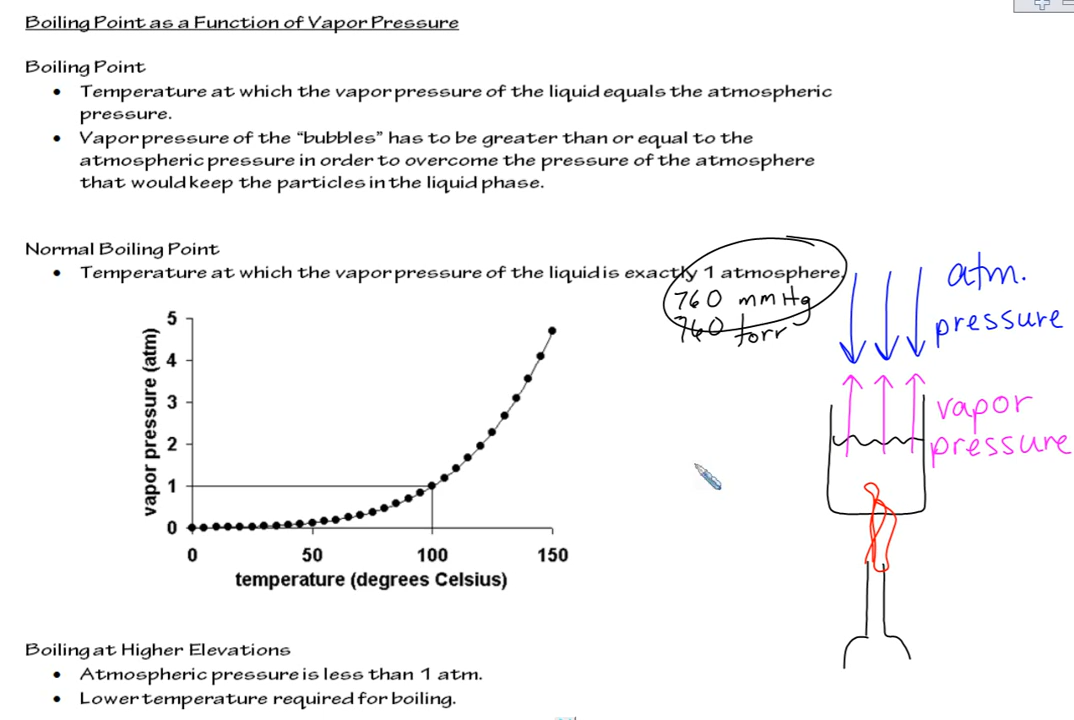 Boiling Point as a Function of Vapor Pressure
Boiling Point
• Temperature at which the vapor pressure of the liquid equals the atmospheric
pressure.
• Vapor pressure of the “bubbles” has to be greater than or equal to the
atmospheric pressure in order to overcome the pressure of the atmosphere
that would keep the particles in the liquid phase.
Normal Boiling Point
• Temperature at which the vapor pressure of the liquid is exactly 1 atmosphere.
760 mmHg
760 torr
atm.
pressure
vapor
pressure
5
4
3
2
1
0
vapor pressure (atm)
0 50 100 150
temperature (degrees Celsius)
Boiling at Higher Elevations
• Atmospheric pressure is less than 1 atm.
• Lower temperature required for boiling.